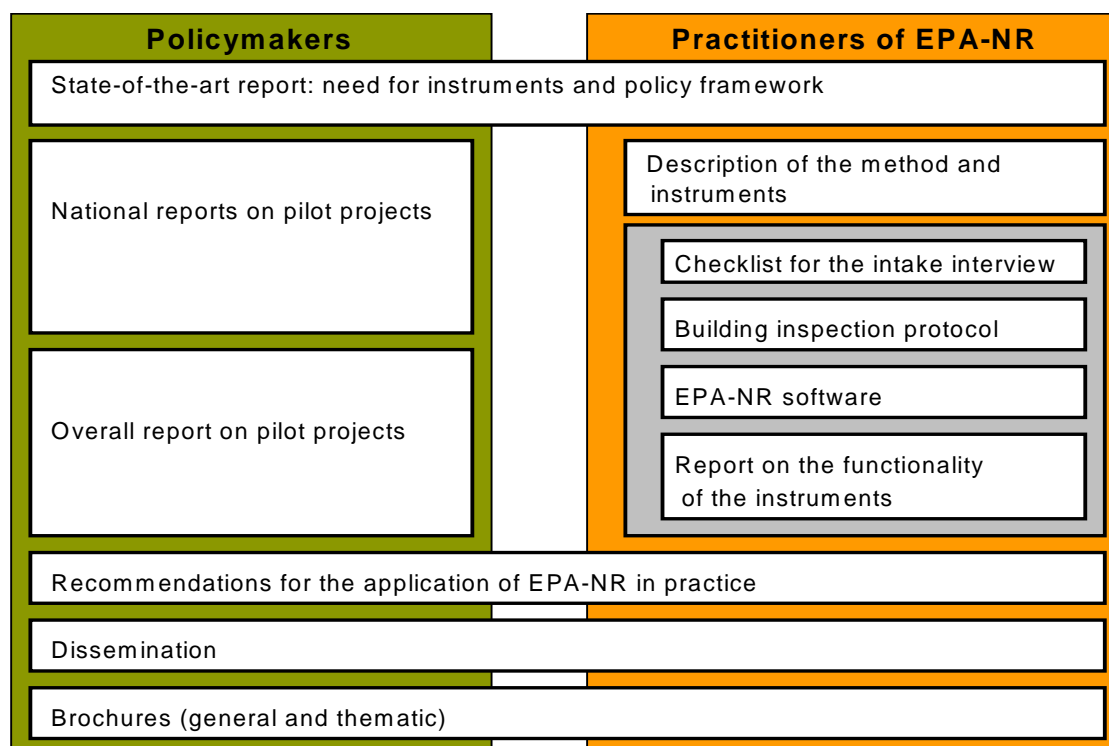 Policymakers
Practitioners of EPA-NR
State-of-the-art report: need for instruments and policy framework
National reports on pilot projects
Overall report on pilot projects
Description of the method and
instruments
Checklist for the intake interview
Building inspection protocol
EPA-NR software
Report on the functionality
of the instruments
Recommendations for the application of EPA-NR in practice
Dissemination
Brochures (general and thematic)